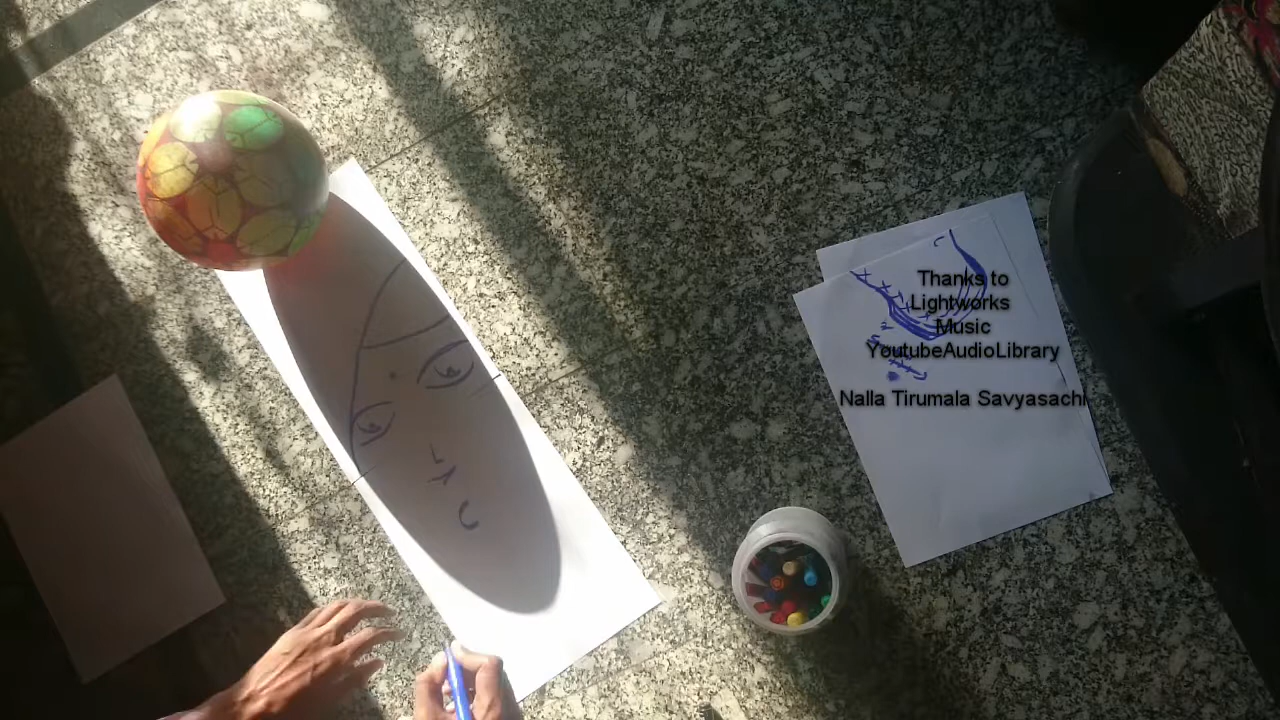 Thanks to
Lightworks
Music
YoutubeAudioLibrary
Nalla Tirumala Savyasachi